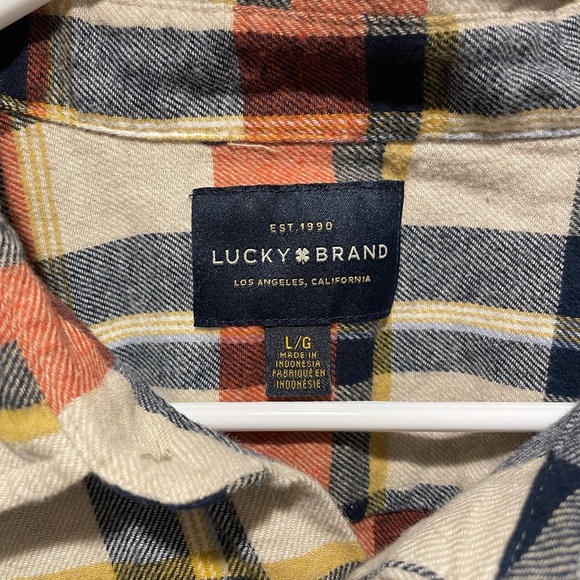 EST. 1990
LUCKY BRAND
LOS ANGELES, CALIFORNIA
L/G
MADE IN
INDONESIA
FABRIQUÉ EN
INDONÉSIE